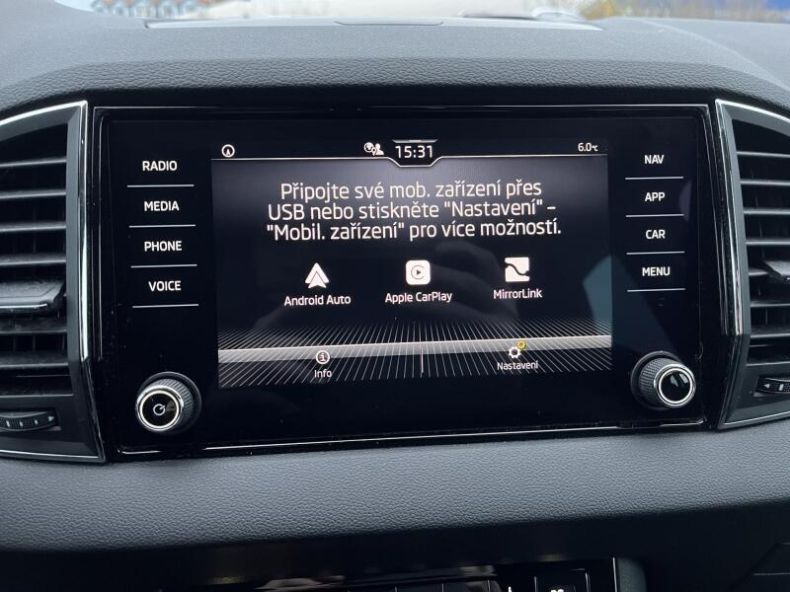 RADIO
MEDIA
PHONE
VOICE
15:31
6.0°C
Připojte své mob. zařízení přes
USB nebo stiskněte "Nastavení" –
"Mobil. zařízení" pro více možností.
Android Auto
Apple CarPlay
MirrorLink
Info
Nastavení
NAV
APP
CAR
MENU